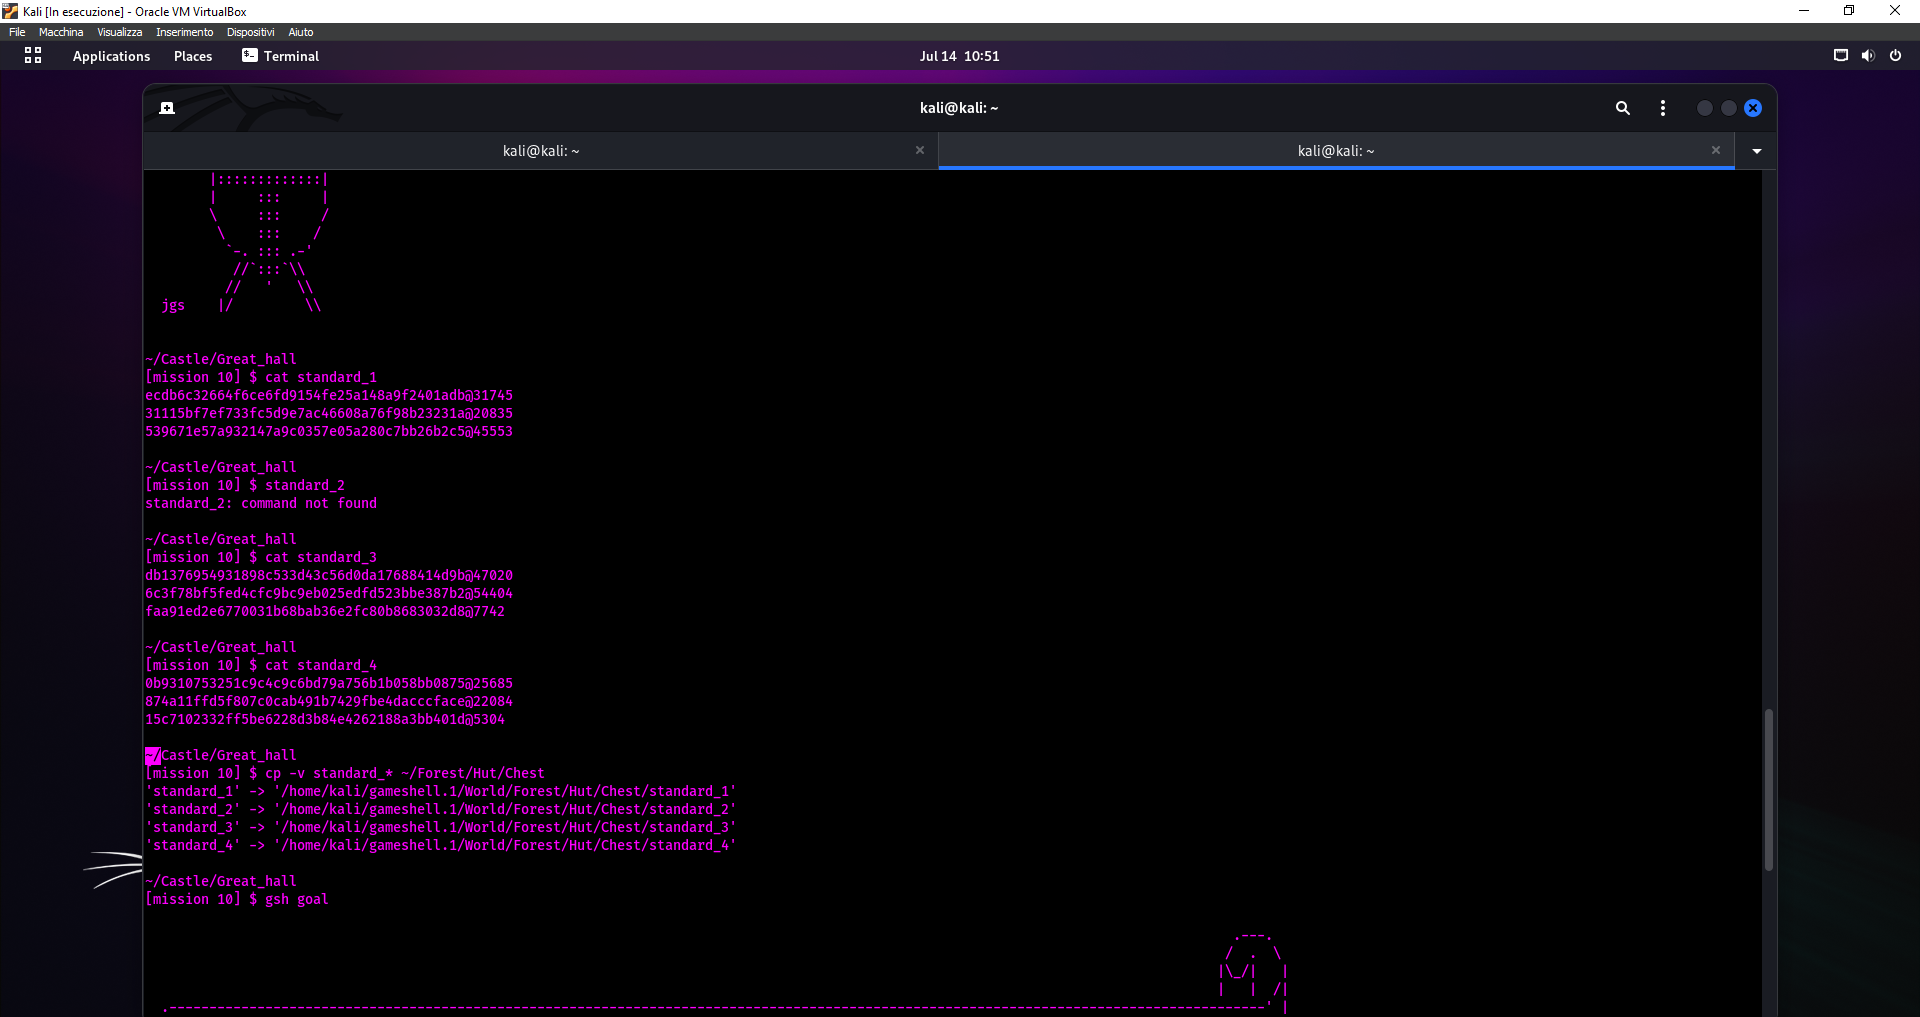 Kali [In esecuzione] - Oracle VM VirtualBox
File Macchina Visualizza Inserimento Dispositivi Aiuto
Applications Places Terminal Jul 14 10:51
kali@kali: ~
kali@kali: ~ kali@kali: ~
|:::::::::::::|
|     :::     |
\     :::     /
\    :::    /
`-. ::: .-'
//`:::`\\
//   '   \\
jgs    |/         \\
~/Castle/Great_hall
[mission 10] $ cat standard_1
ecdb6c32664f6ce6fd9154fe25a148a9f2401adb@31745
31115bf7ef733fc5d9e7ac46608a76f98b23231a@20835
539671e57a932147a9c0357e05a280c7bb26b2c5@45553
~/Castle/Great_hall
[mission 10] $ standard_2
standard_2: command not found
~/Castle/Great_hall
[mission 10] $ cat standard_3
db1376954931898c533d43c56d0da17688414d9b@47020
6c3f78bf5fed4cfc9bc9eb025edfd523bbe387b2@54404
faa91ed2e6770031b68bab36e2fc80b8683032d8@7742
~/Castle/Great_hall
[mission 10] $ cat standard_4
0b9310753251c9c4c9c6bd79a756b1b058bb0875@25685
874a11ffd5f807c0cab491b7429fbe4dacccface@22084
15c7102332ff5be6228d3b84e4262188a3bb401d@5304
~/Castle/Great_hall
[mission 10] $ cp -v standard_* ~/Forest/Hut/Chest
'standard_1' -> '/home/kali/gameshell.1/World/Forest/Hut/Chest/standard_1'
'standard_2' -> '/home/kali/gameshell.1/World/Forest/Hut/Chest/standard_2'
'standard_3' -> '/home/kali/gameshell.1/World/Forest/Hut/Chest/standard_3'
'standard_4' -> '/home/kali/gameshell.1/World/Forest/Hut/Chest/standard_4'
~/Castle/Great_hall
[mission 10] $ gsh goal